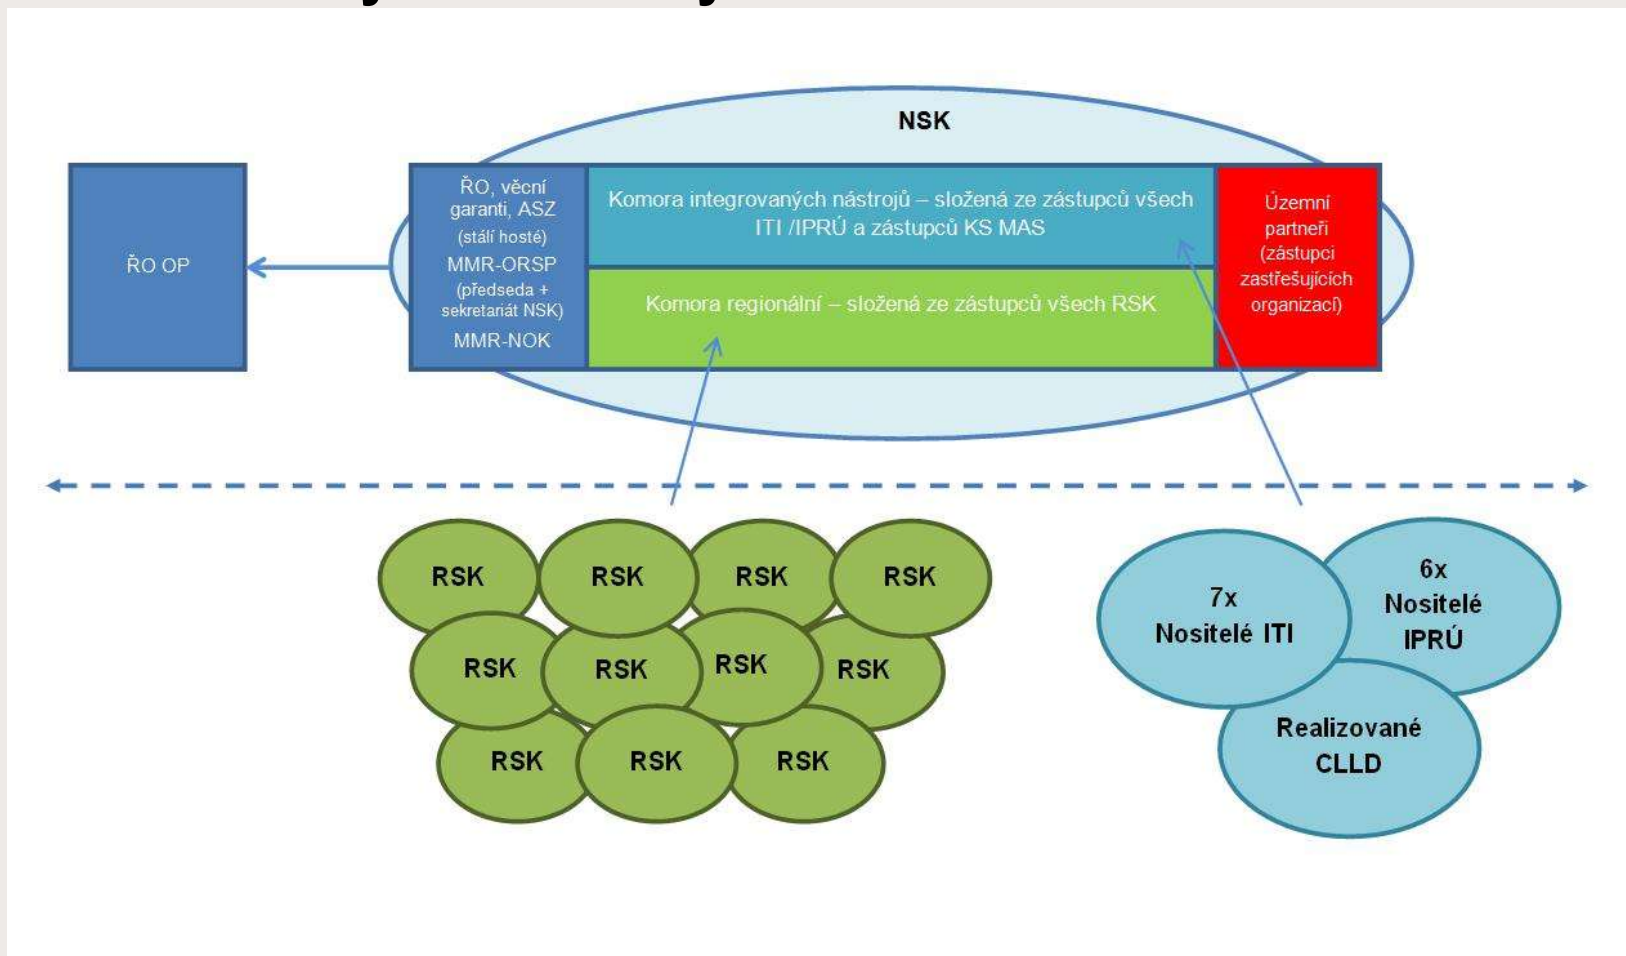 NSK
ŘO OP
ŘO, věcní
garanti, ASZ
(stálí hosté)
MMR-ORSP
(předseda +
sekretariát NSK)
MMR-NOK
Komora integrovaných nástrojů – složená ze zástupců všech
ITI /IPRÚ a zástupců KS MAS
Komora regionální – složená ze zástupců všech RSK
Územní
partneři
(zástupci
zastřešujících
organizací)
RSK
RSK
RSK
RSK
RSK
RSK
RSK
RSK
RSK
RSK
RSK
7x
Nositelé ITI
6x
Nositelé
IPRÚ
Realizované
CLLD